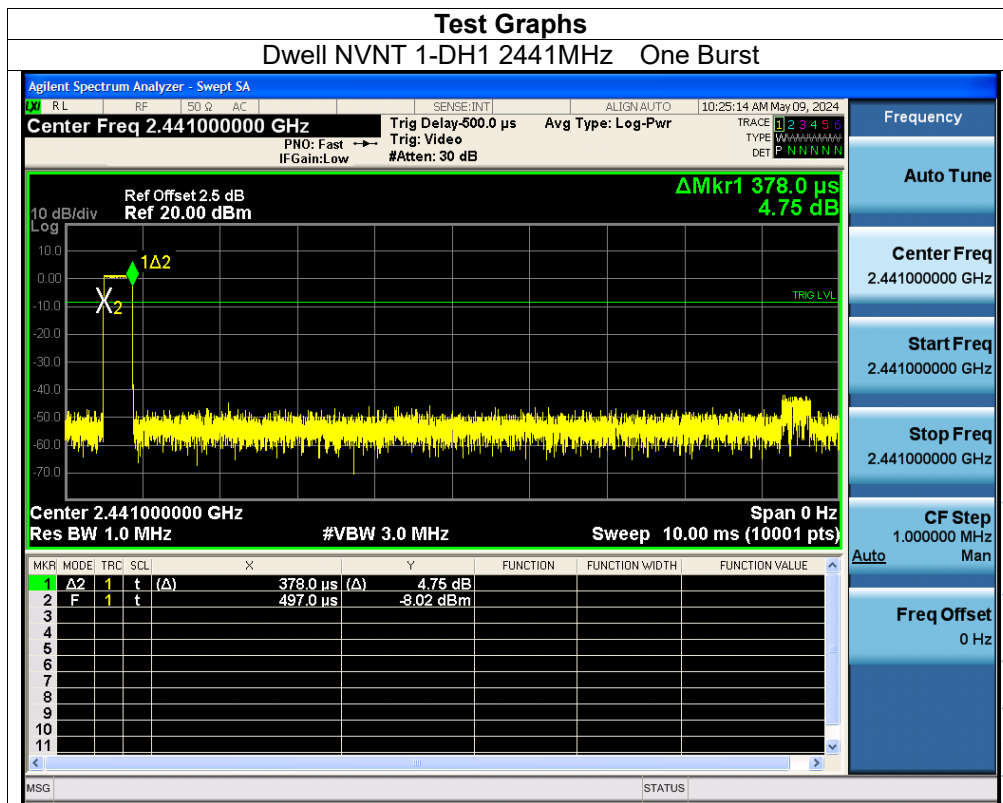 Test Graphs
Dwell NVNT 1-DH1 2441MHz One Burst
Agilent Spectrum Analyzer - Swept SA
LXI RL RF 50 Ω AC SENSE:INT ALIGN AUTO 10:25:14 AM May 09, 2024
Center Freq 2.441000000 GHz Trig Delay-500.0 µs Avg Type: Log-Pwr TRACE 1 2 3 4 5 6
PNO: Fast Trig: Video TYPE WWWWWW
IFGain:Low #Atten: 30 dB DET P N N N N N
Frequency
Auto Tune
Center Freq
2.441000000 GHz
Start Freq
2.441000000 GHz
Stop Freq
2.441000000 GHz
CF Step
1.000000 MHz
Auto Man
Freq Offset
0 Hz
ΔMkr1 378.0 µs
4.75 dB
Ref Offset 2.5 dB
10 dB/div Ref 20.00 dBm
Log
10.0
0.00
-10.0
-20.0
-30.0
-40.0
-50.0
-60.0
-70.0
1Δ2
X2
TRIG LVL
Center 2.441000000 GHz Span 0 Hz
Res BW 1.0 MHz #VBW 3.0 MHz Sweep 10.00 ms (10001 pts)
MKR MODE TRC SCL X Y FUNCTION FUNCTION WIDTH FUNCTION VALUE
1 Δ2 1 t (Δ) 378.0 µs (Δ) 4.75 dB
2 F 1 t 497.0 µs -8.02 dBm
3
4
5
6
7
8
9
10
11
MSG STATUS